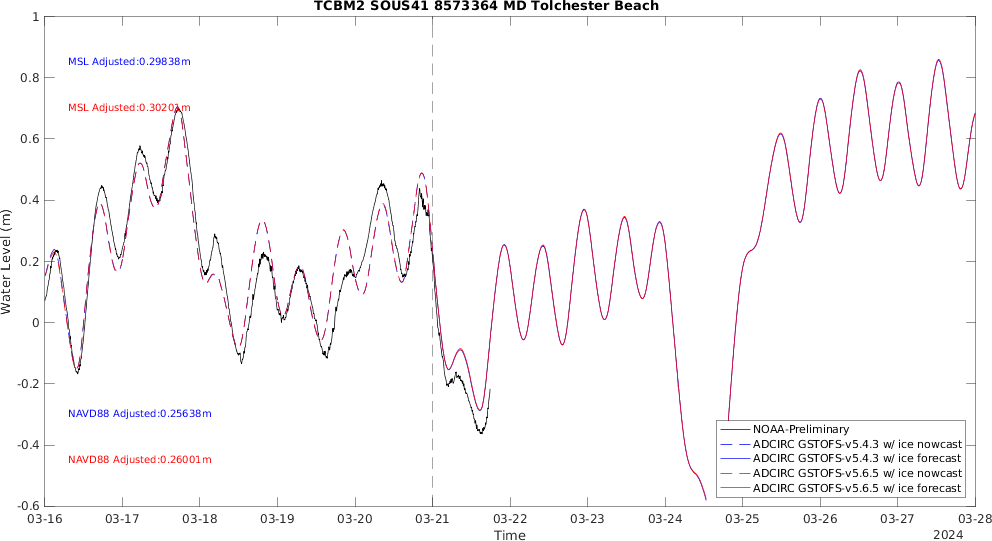 TCBM2 SOUS41 8573364 MD Tolchester Beach
1
0.8
0.6
0.4
0.2
0
-0.2
-0.4
-0.6
Water Level (m)
MSL Adjusted:0.29838m
MSL Adjusted:0.30201m
NAVD88 Adjusted:0.25638m
NAVD88 Adjusted:0.26001m
NOAA-Preliminary
ADCIRC GSTOFS-v5.4.3 w/ ice nowcast
ADCIRC GSTOFS-v5.4.3 w/ ice forecast
ADCIRC GSTOFS-v5.6.5 w/ ice nowcast
ADCIRC GSTOFS-v5.6.5 w/ ice forecast
03-16 03-17 03-18 03-19 03-20 03-21 03-22 03-23 03-24 03-25 03-26 03-27 03-28
Time
2024